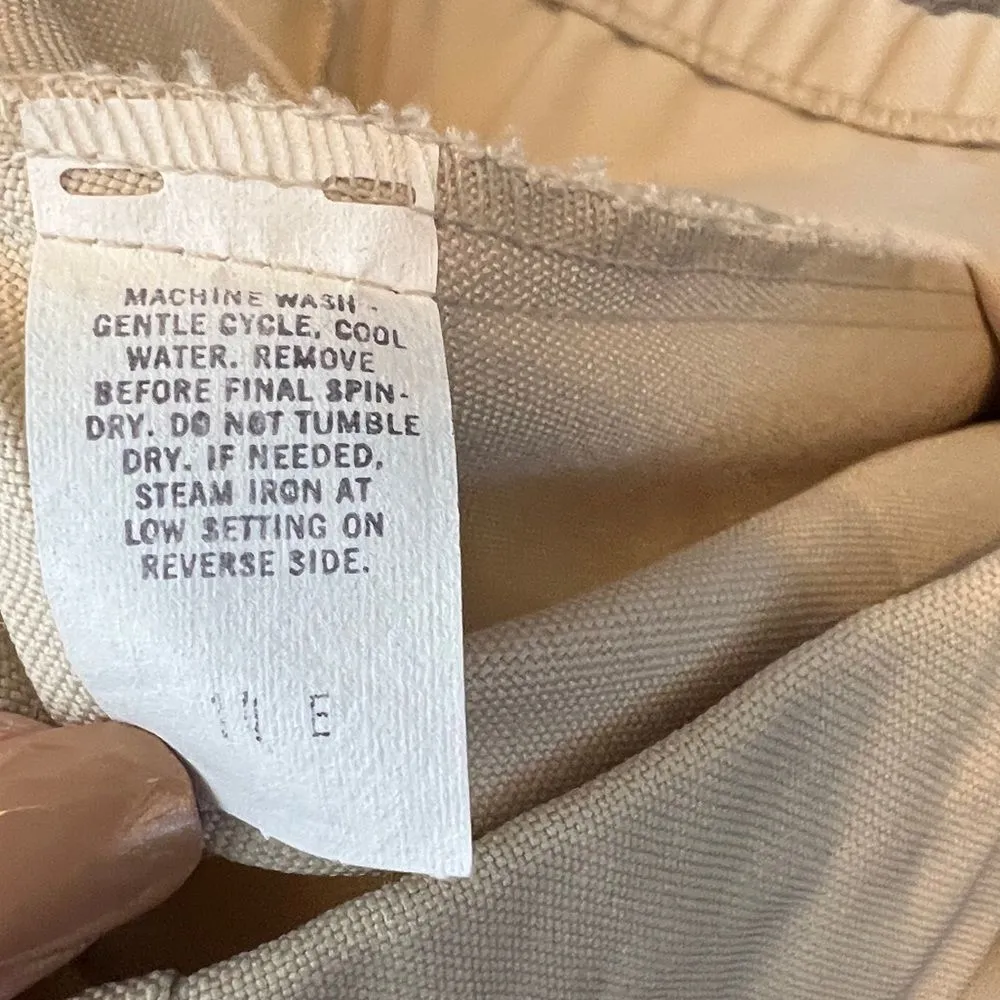 MACHINE WASH -
GENTLE CYCLE, COOL
WATER. REMOVE
BEFORE FINAL SPIN-
DRY. DO NOT TUMBLE
DRY. IF NEEDED,
STEAM IRON AT
LOW SETTING ON
REVERSE SIDE.
E